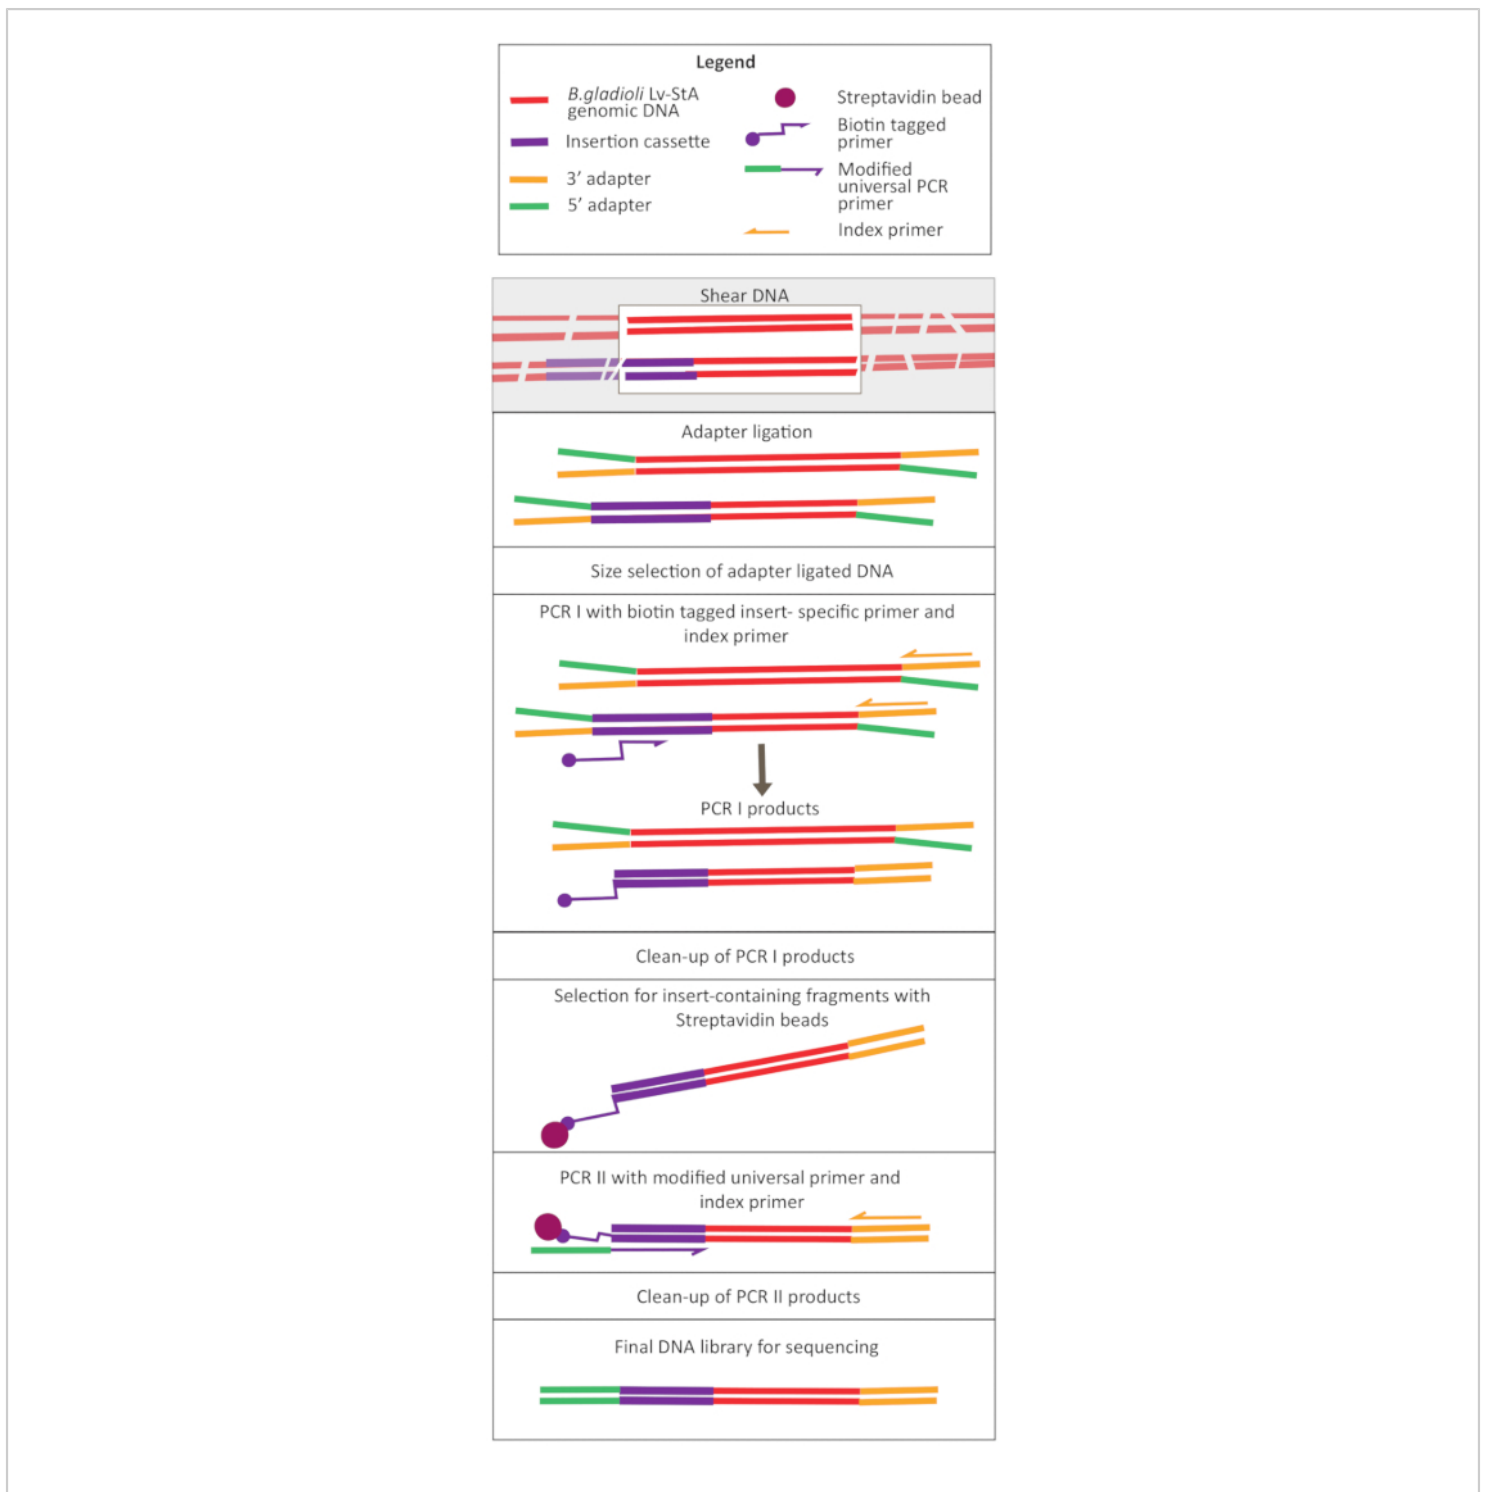 Legend
B.gladioli Lv-StA
genomic DNA
Insertion cassette
3’ adapter
5’ adapter
Streptavidin bead
Biotin tagged
primer
Modified
universal PCR
primer
Index primer
Shear DNA
Adapter ligation
Size selection of adapter ligated DNA
PCR I with biotin tagged insert- specific primer and
index primer
PCR I products
Clean-up of PCR I products
Selection for insert-containing fragments with
Streptavidin beads
PCR II with modified universal primer and
index primer
Clean-up of PCR II products
Final DNA library for sequencing